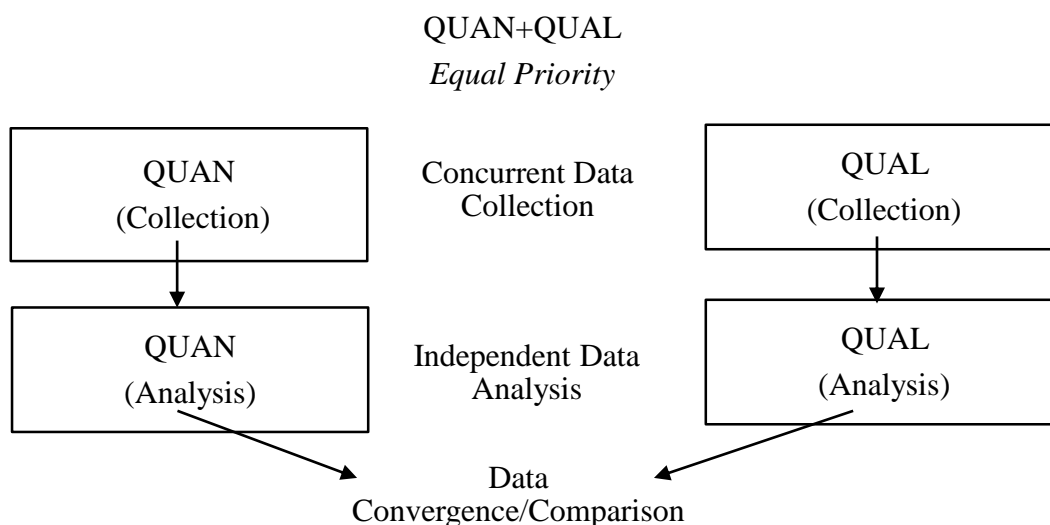 QUAN+QUAL
Equal Priority
QUAN
(Collection)
Concurrent Data
Collection
QUAL
(Collection)
QUAN
(Analysis)
Independent Data
Analysis
QUAL
(Analysis)
Data
Convergence/Comparison